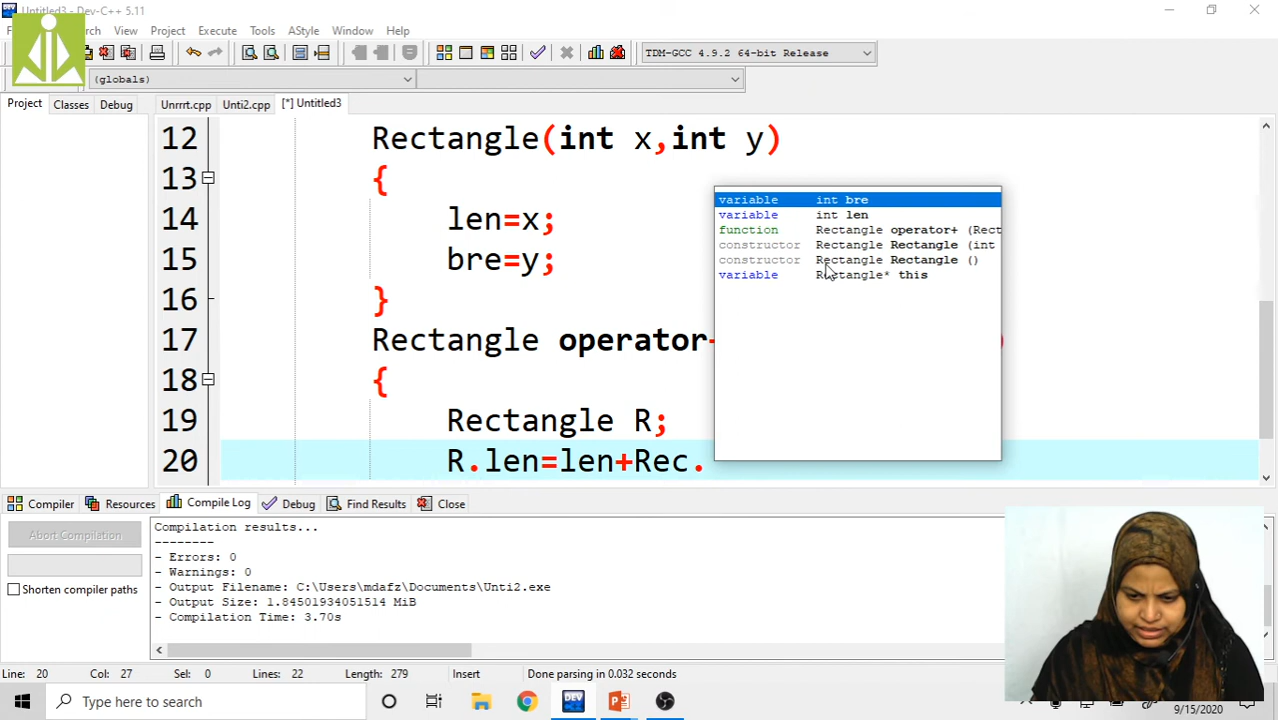 Untitled3 - Dev-C++ 5.11
View Project Execute Tools AStyle Window Help
TDM-GCC 4.9.2 64-bit Release
(globals)
Project Classes Debug Unrrrt.cpp Unti2.cpp [*] Untitled3
12 Rectangle(int x,int y)
13 {
14 len=x;
15 bre=y;
16 }
17 Rectangle operator+
18 {
19 Rectangle R;
20 R.len=len+Rec.
variable int bre
variable int len
function Rectangle operator+ (Rect
constructor Rectangle Rectangle (int
constructor Rectangle Rectangle ()
variable Rectangle* this
Compiler Resources Compile Log Debug Find Results Close
Abort Compilation
Shorten compiler paths
Compilation results...
--------
- Errors: 0
- Warnings: 0
- Output Filename: C:\Users\mdafz\Documents\Unti2.exe
- Output Size: 1.84501934051514 MiB
- Compilation Time: 3.70s
Line: 20 Col: 27 Sel: 0 Lines: 22 Length: 279 Insert Done parsing in 0.032 seconds
Type here to search
DEV
9/15/2020